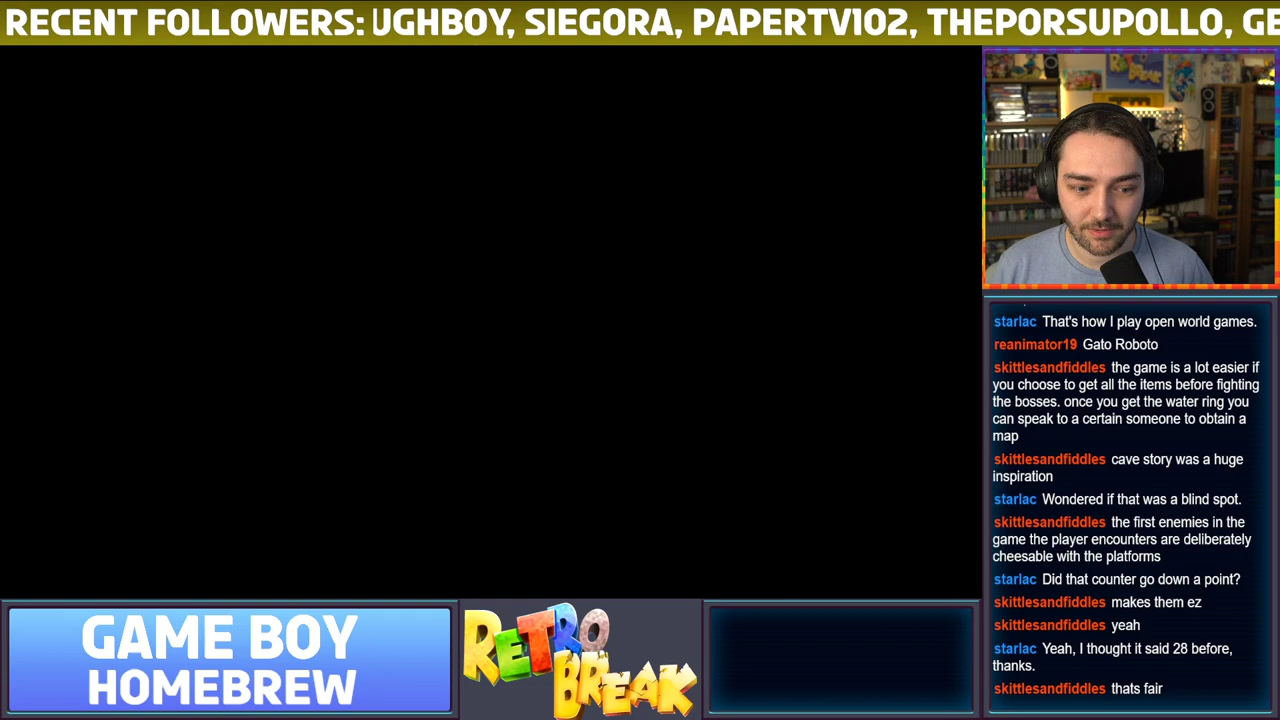 RECENT FOLLOWERS: UGHBOY, SIEGORA, PAPERTV102, THEPORSUPOLLO, GE
starlac That's how I play open world games.
reanimator19 Gato Roboto
skittlesandfiddles the game is a lot easier if
you choose to get all the items before fighting
the bosses. once you get the water ring you
can speak to a certain someone to obtain a
map
skittlesandfiddles cave story was a huge
inspiration
starlac Wondered if that was a blind spot.
skittlesandfiddles the first enemies in the
game the player encounters are deliberately
cheesable with the platforms
starlac Did that counter go down a point?
skittlesandfiddles makes them ez
skittlesandfiddles yeah
starlac Yeah, I thought it said 28 before,
thanks.
skittlesandfiddles thats fair
GAME BOY
HOMEBREW
RETRO
BREAK